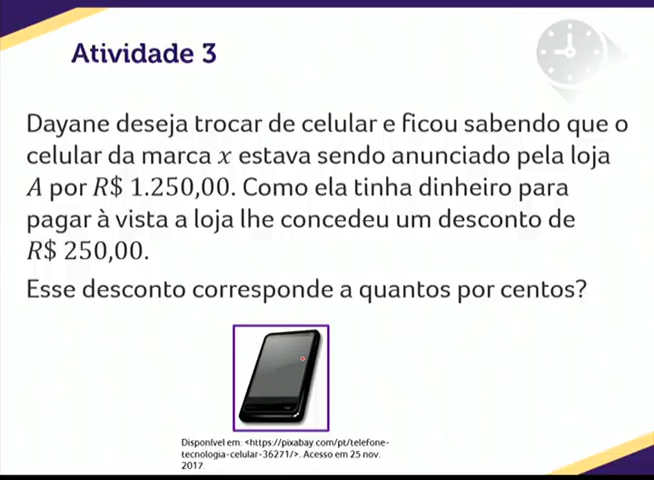 Atividade 3
Dayane deseja trocar de celular e ficou sabendo que o
celular da marca x estava sendo anunciado pela loja
A por R$ 1.250,00. Como ela tinha dinheiro para
pagar à vista a loja lhe concedeu um desconto de
R$ 250,00.
Esse desconto corresponde a quantos por centos?
Disponível em: <https://pixabay.com/pt/telefone-
tecnologia-celular-36271/>. Acesso em 25 nov.
2017.